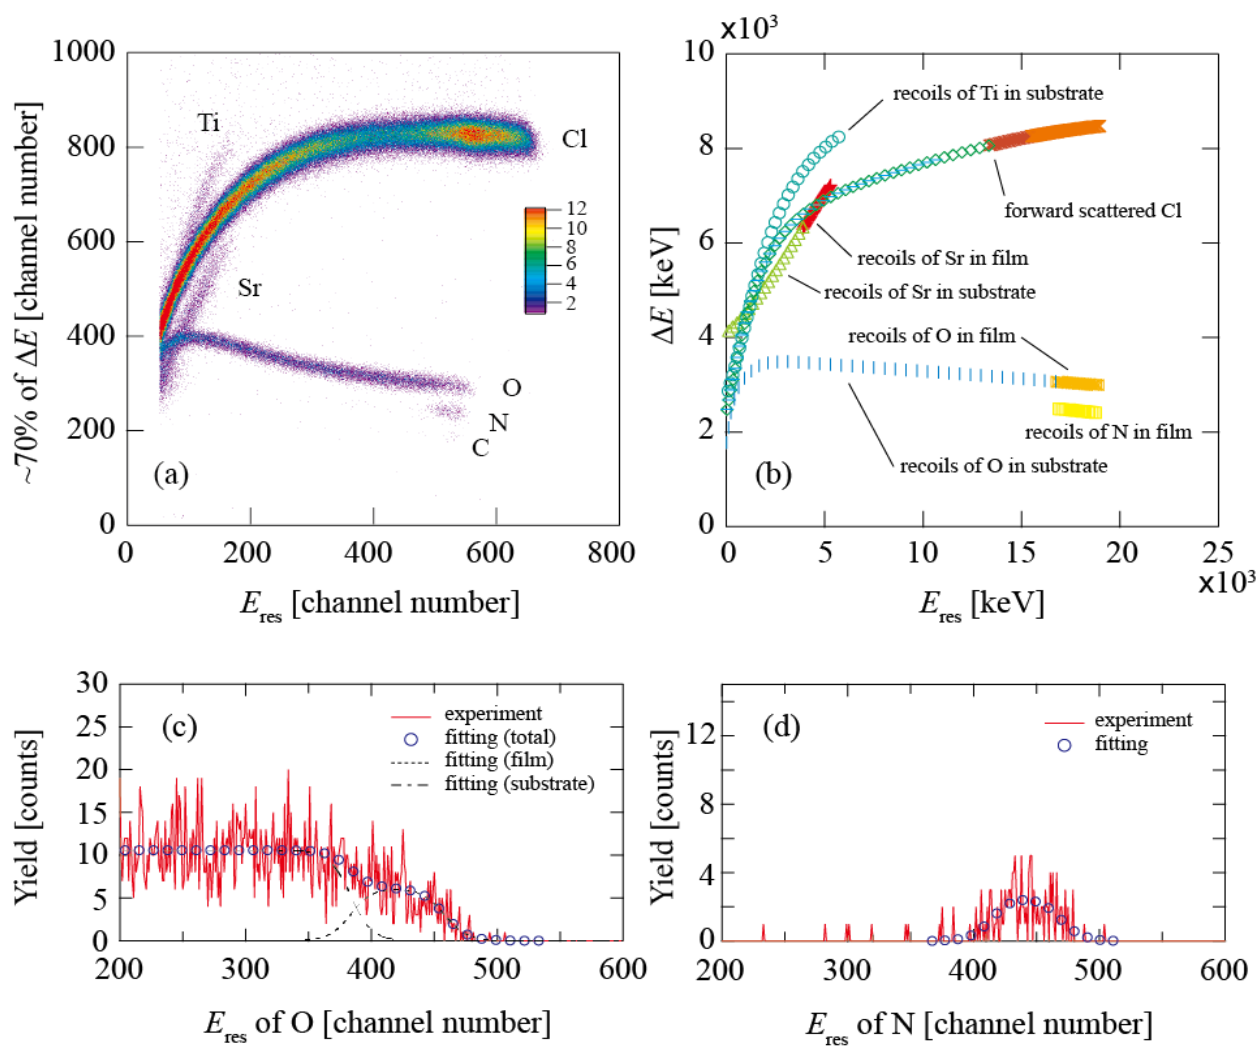 1000
800
600
400
200
0
0
200
400
600
800
~70% of ΔE [channel number]
E_res [channel number]
Ti
Cl
Sr
O
N
C
(a)
12
10
8
6
4
2
x10³
10
8
6
4
2
0
0
5
10
15
20
25
x10³
ΔE [keV]
E_res [keV]
recoils of Ti in substrate
forward scattered Cl
recoils of Sr in film
recoils of Sr in substrate
recoils of O in film
recoils of N in film
recoils of O in substrate
(b)
30
25
20
15
10
5
0
200
300
400
500
600
Yield [counts]
E_res of O [channel number]
(c)
experiment
fitting (total)
fitting (film)
fitting (substrate)
12
8
4
0
200
300
400
500
600
Yield [counts]
E_res of N [channel number]
(d)
experiment
fitting